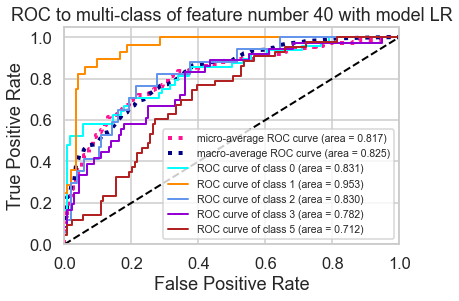 ROC to multi-class of feature number 40 with model LR
True Positive Rate
1.0
0.8
0.6
0.4
0.2
0.0
micro-average ROC curve (area = 0.817)
macro-average ROC curve (area = 0.825)
ROC curve of class 0 (area = 0.831)
ROC curve of class 1 (area = 0.953)
ROC curve of class 2 (area = 0.830)
ROC curve of class 3 (area = 0.782)
ROC curve of class 5 (area = 0.712)
0.0 0.2 0.4 0.6 0.8 1.0
False Positive Rate